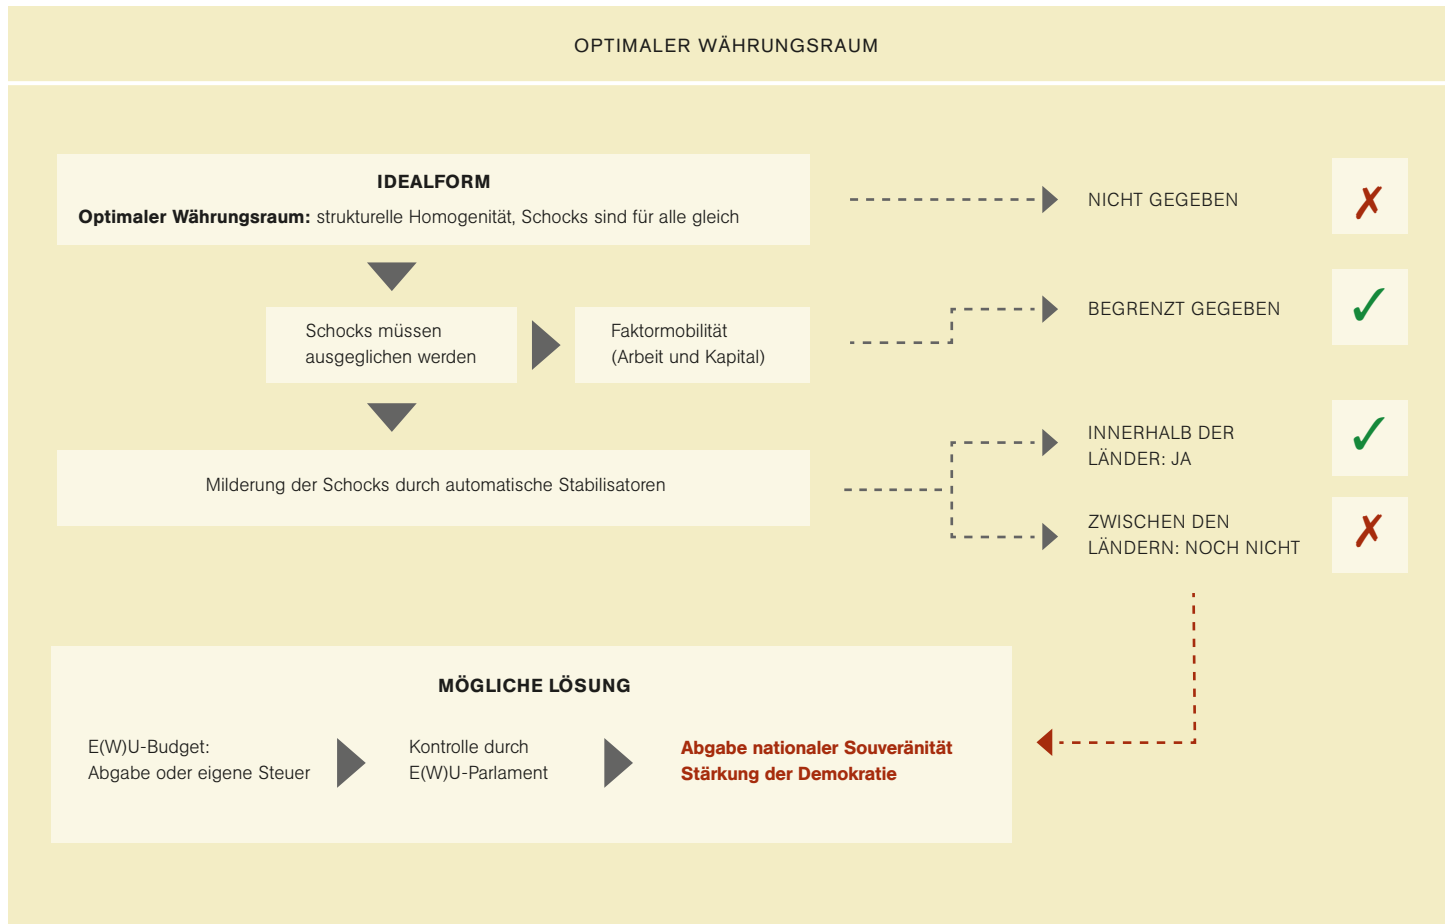 OPTIMALER WÄHRUNGSRAUM
IDEALFORM
Optimaler Währungsraum: strukturelle Homogenität, Schocks sind für alle gleich
NICHT GEGEBEN
Schocks müssen
ausgeglichen werden
Faktormobilität
(Arbeit und Kapital)
BEGRENZT GEGEBEN
Milderung der Schocks durch automatische Stabilisatoren
INNERHALB DER
LÄNDER: JA
ZWISCHEN DEN
LÄNDERN: NOCH NICHT
MÖGLICHE LÖSUNG
E(W)U-Budget:
Abgabe oder eigene Steuer
Kontrolle durch
E(W)U-Parlament
Abgabe nationaler Souveränität
Stärkung der Demokratie